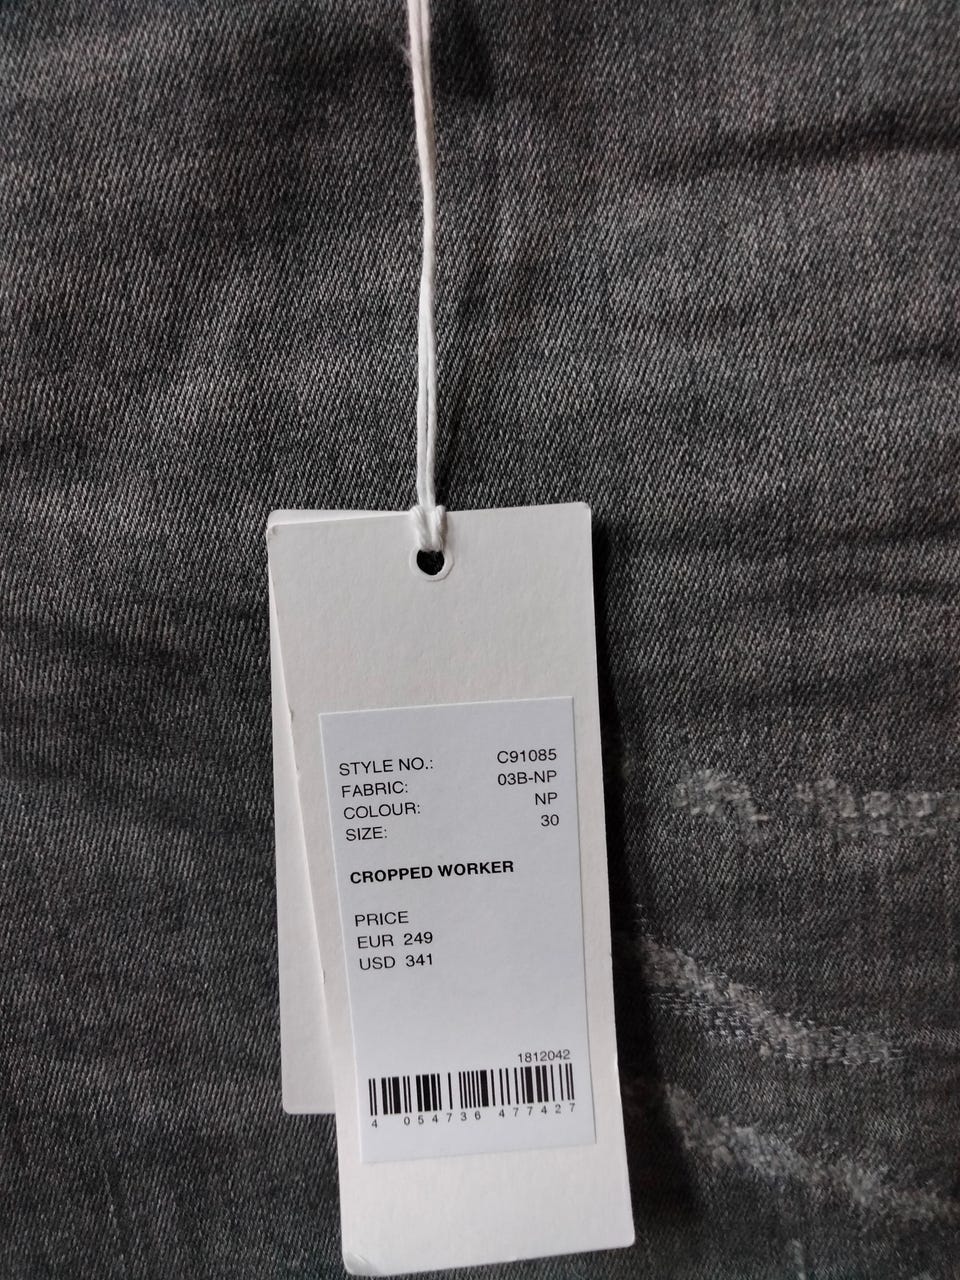 STYLE NO.: C91085
FABRIC: 03B-NP
COLOUR: NP
SIZE: 30
CROPPED WORKER
PRICE
EUR 249
USD 341
1812042
4 054736 477427